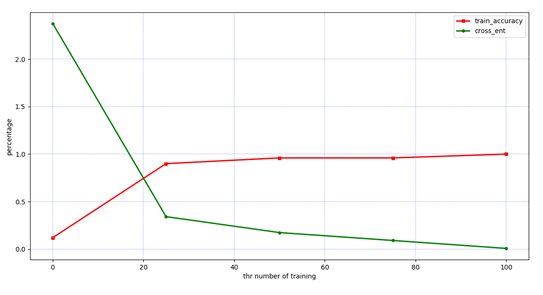 train_accuracy
cross_ent
percentage
2.0
1.5
1.0
0.5
0.0
0 20 40 60 80 100
thr number of training